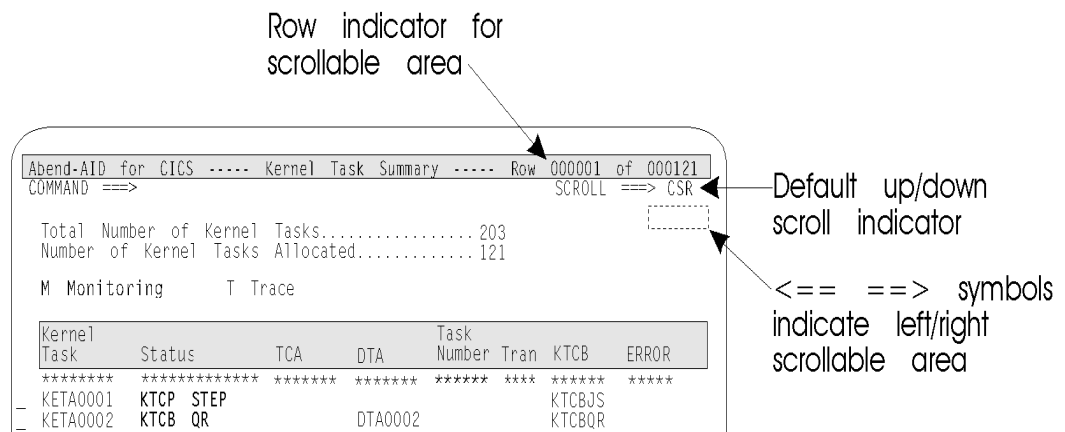 Row indicator for
scrollable area
Abend-AID for CICS ----- Kernel Task Summary ----- Row 000001 of 000121
COMMAND ===> SCROLL ===> CSR
Default up/down
scroll indicator
Total Number of Kernel Tasks.................203
Number of Kernel Tasks Allocated.............121
<== ==> symbols
indicate left/right
scrollable area
M Monitoring T Trace
Kernel Task
Task Status TCA DTA Number Tran KTCB ERROR
******** ************* ******* ******* ****** **** ****** *****
_ KETA0001 KTCP STEP KTCBJS
_ KETA0002 KTCB QR DTA0002 KTCBQR